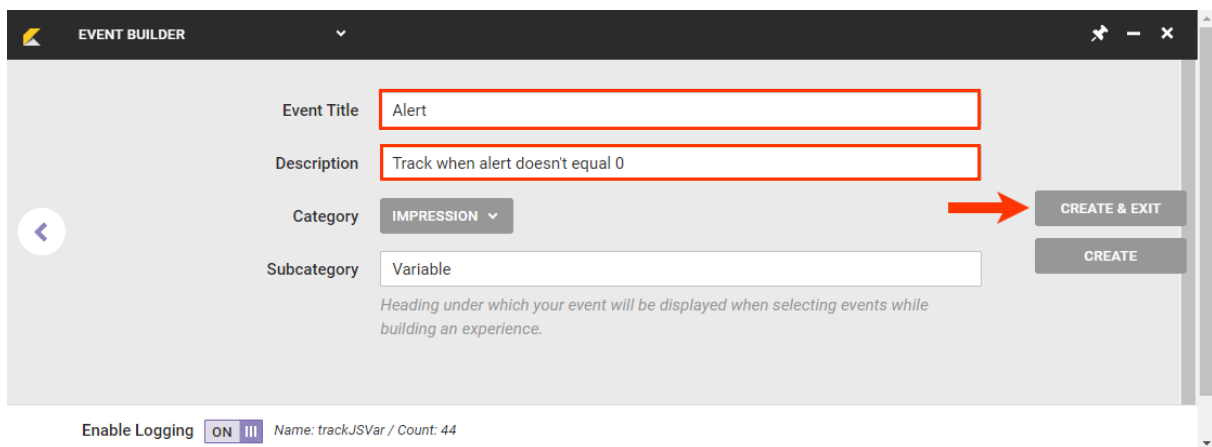 EVENT BUILDER
Event Title Alert
Description Track when alert doesn't equal 0
Category IMPRESSION
CREATE & EXIT
Subcategory Variable
CREATE
Heading under which your event will be displayed when selecting events while
building an experience.
Enable Logging ON Name: trackJSVar / Count: 44